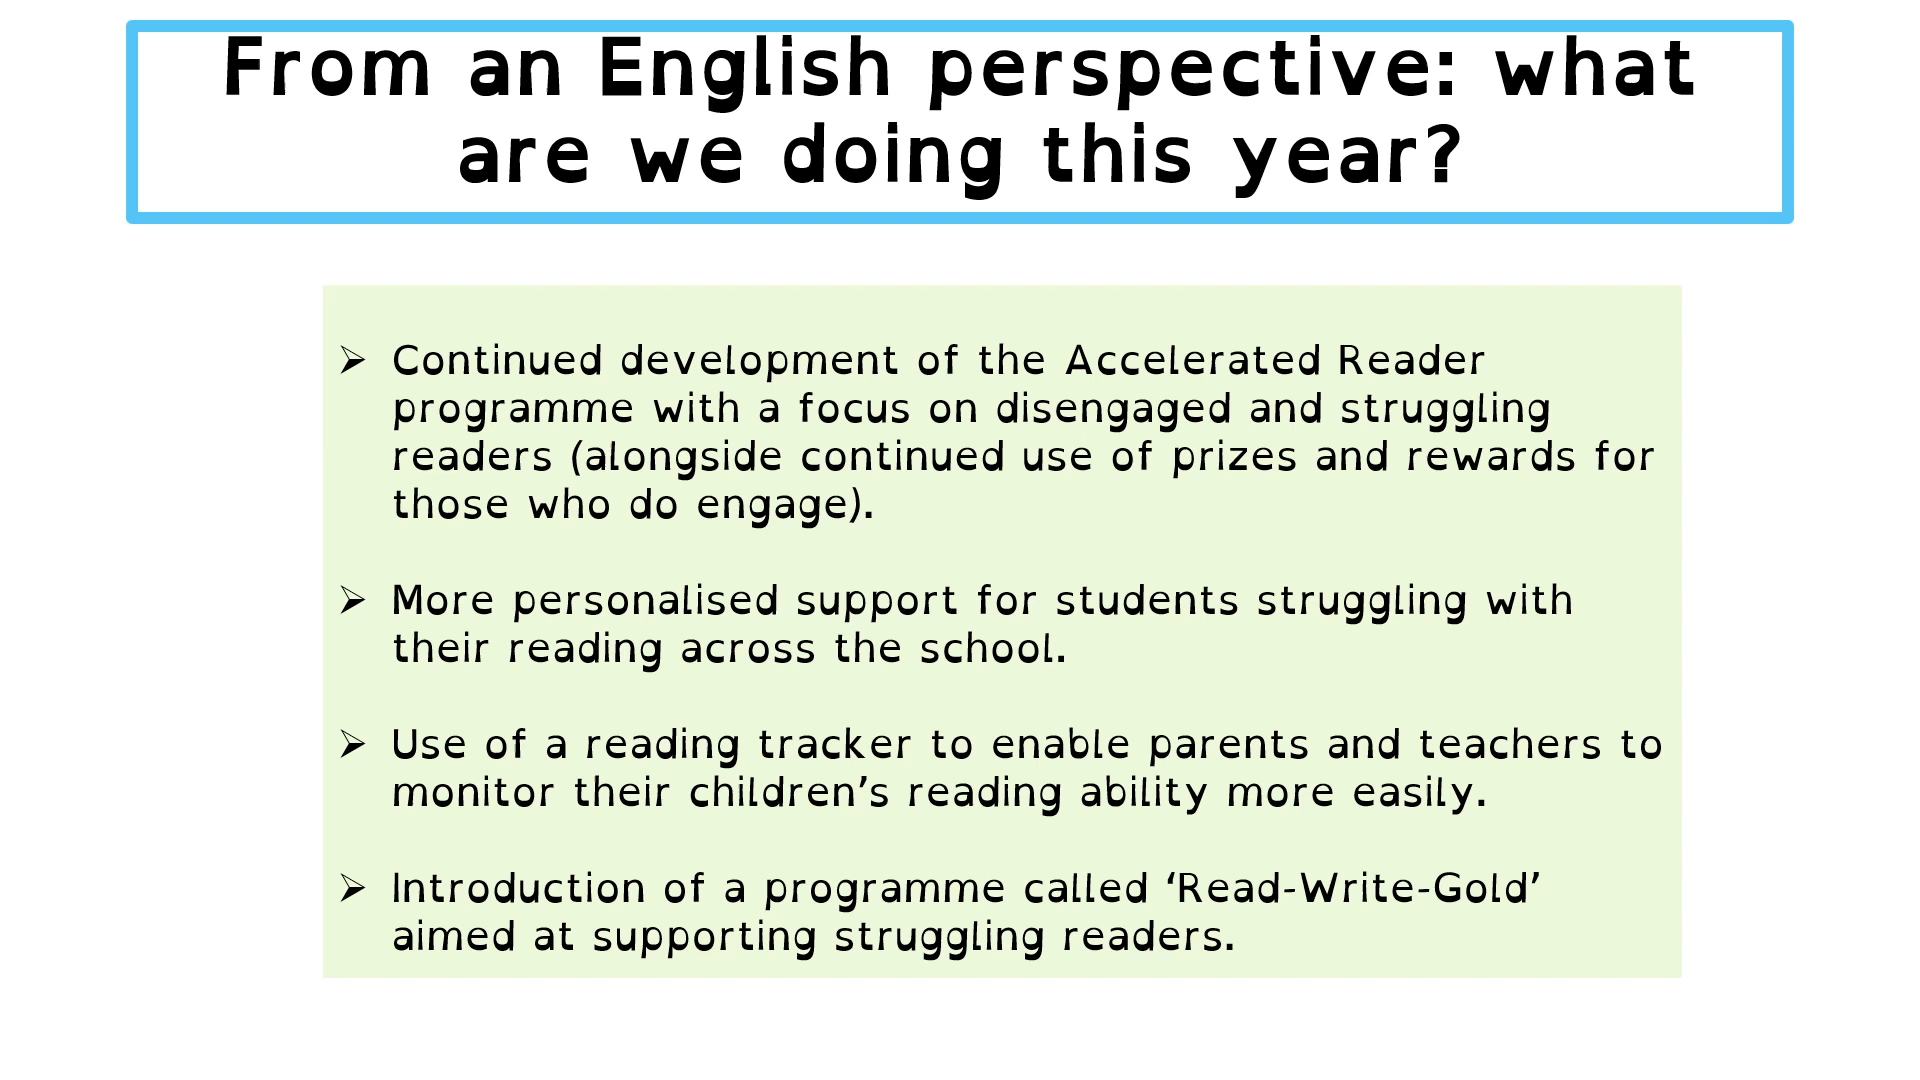 From an English perspective: what
are we doing this year?
➢ Continued development of the Accelerated Reader
programme with a focus on disengaged and struggling
readers (alongside continued use of prizes and rewards for
those who do engage).
➢ More personalised support for students struggling with
their reading across the school.
➢ Use of a reading tracker to enable parents and teachers to
monitor their children’s reading ability more easily.
➢ Introduction of a programme called ‘Read-Write-Gold’
aimed at supporting struggling readers.